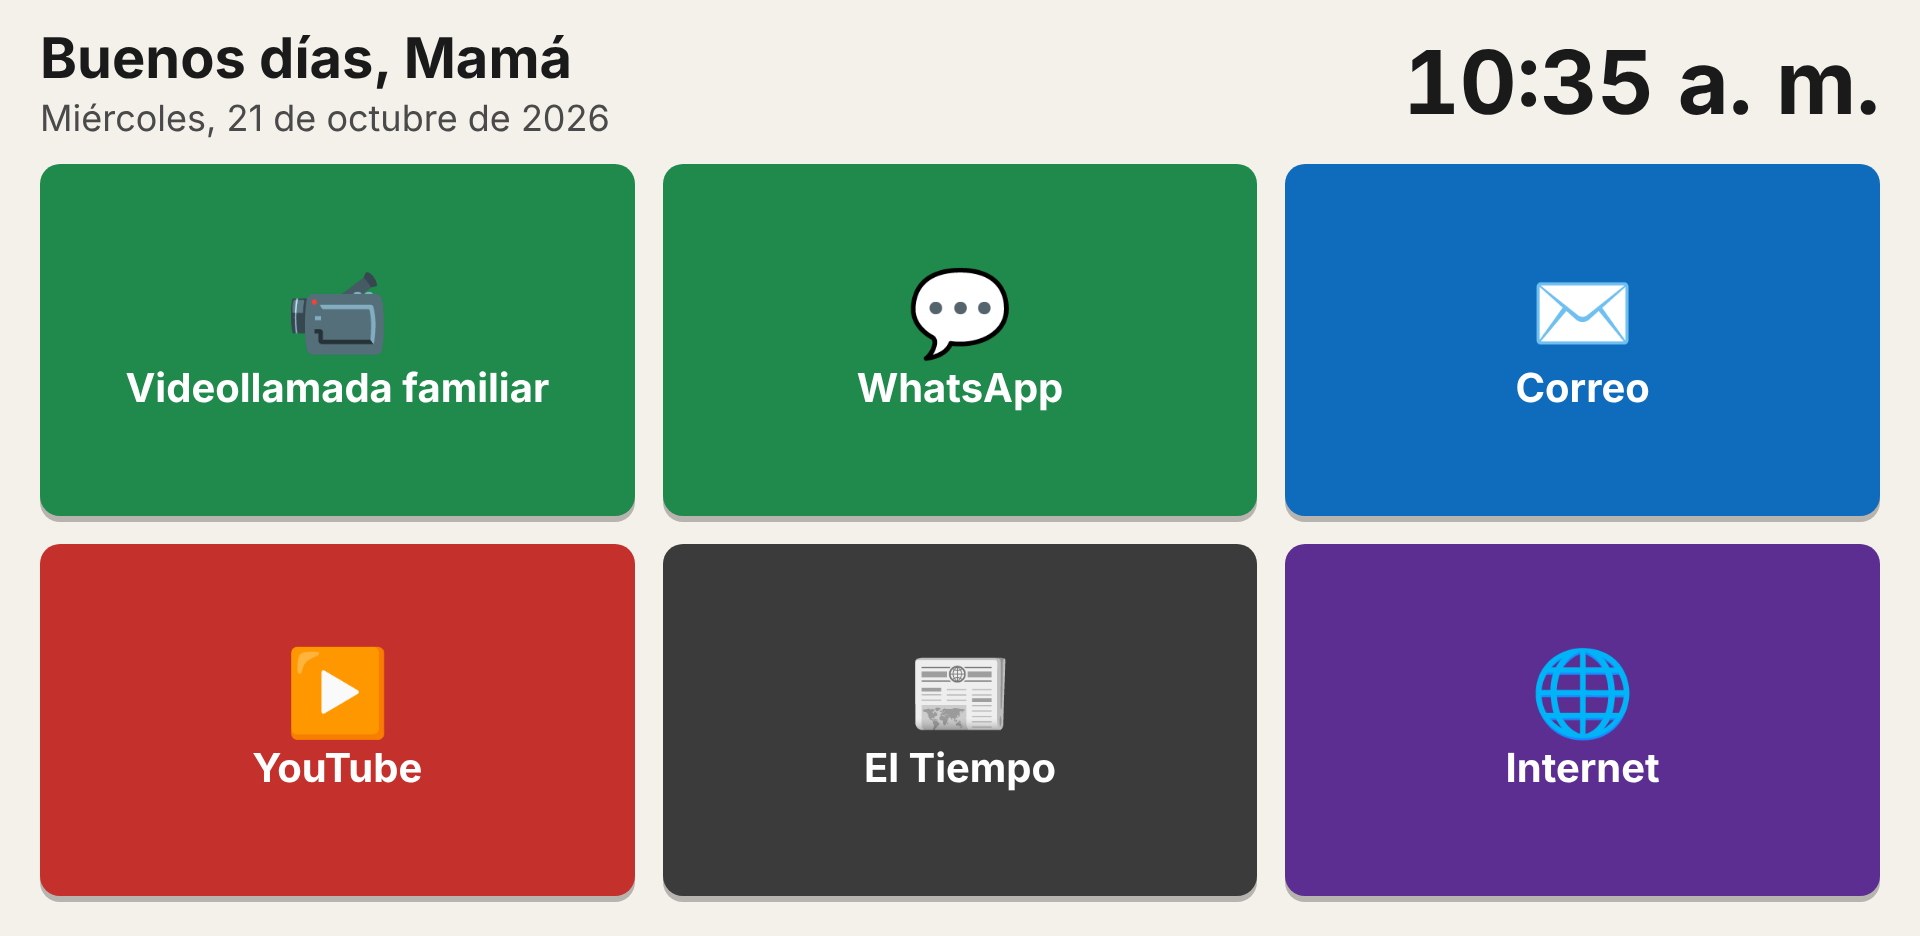 Buenos días, Mamá
Miércoles, 21 de octubre de 2026
10:35 a. m.
Videollamada familiar
WhatsApp
Correo
YouTube
El Tiempo
Internet